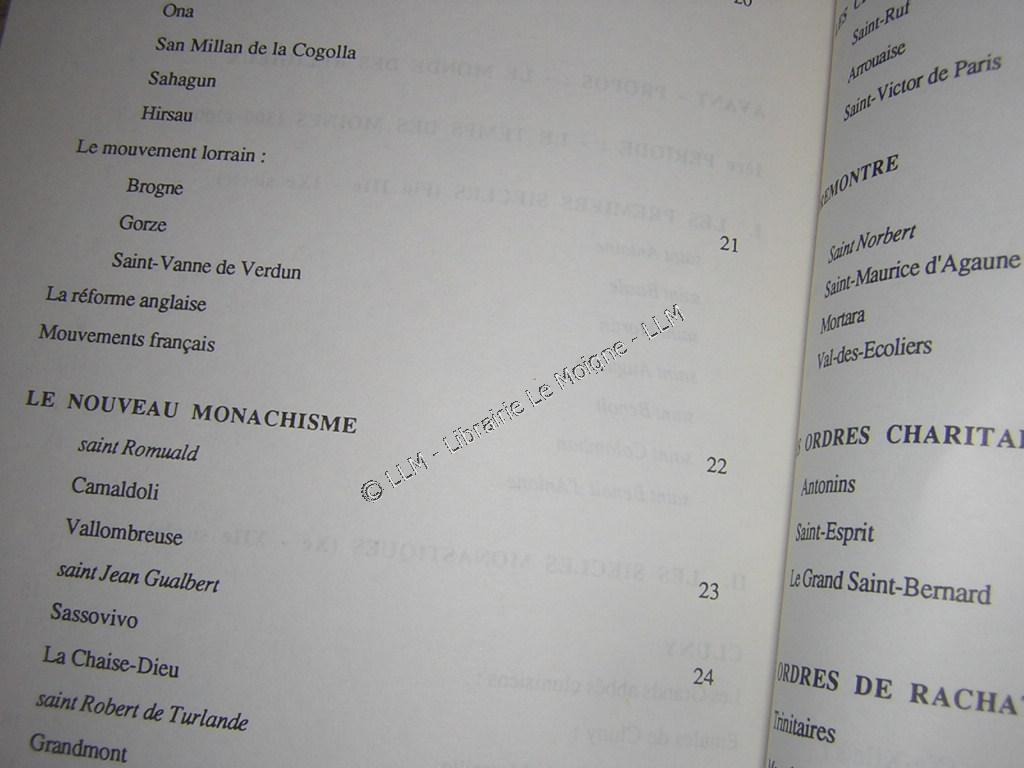 20
Ona
San Millan de la Cogolla
Sahagun
Hirsau
Le mouvement lorrain :
Brogne
Gorze
21
Saint-Vanne de Verdun
La réforme anglaise
Mouvements français
LE NOUVEAU MONACHISME
saint Romuald
22
Camaldoli
Vallombreuse
saint Jean Gualbert
23
Sassovivo
La Chaise-Dieu
24
saint Robert de Turlande
Grandmont
© LLM - Librairie Le Moigne - LLM
Saint-Ruf
Arrouaise
Saint-Victor de Paris
REMONTRE
Saint Norbert
Saint-Maurice d'Agaune
Mortara
Val-des-Ecoliers
S ORDRES CHARITA
Antonins
Saint-Esprit
Le Grand Saint-Bernard
ORDRES DE RACHA
Trinitaires